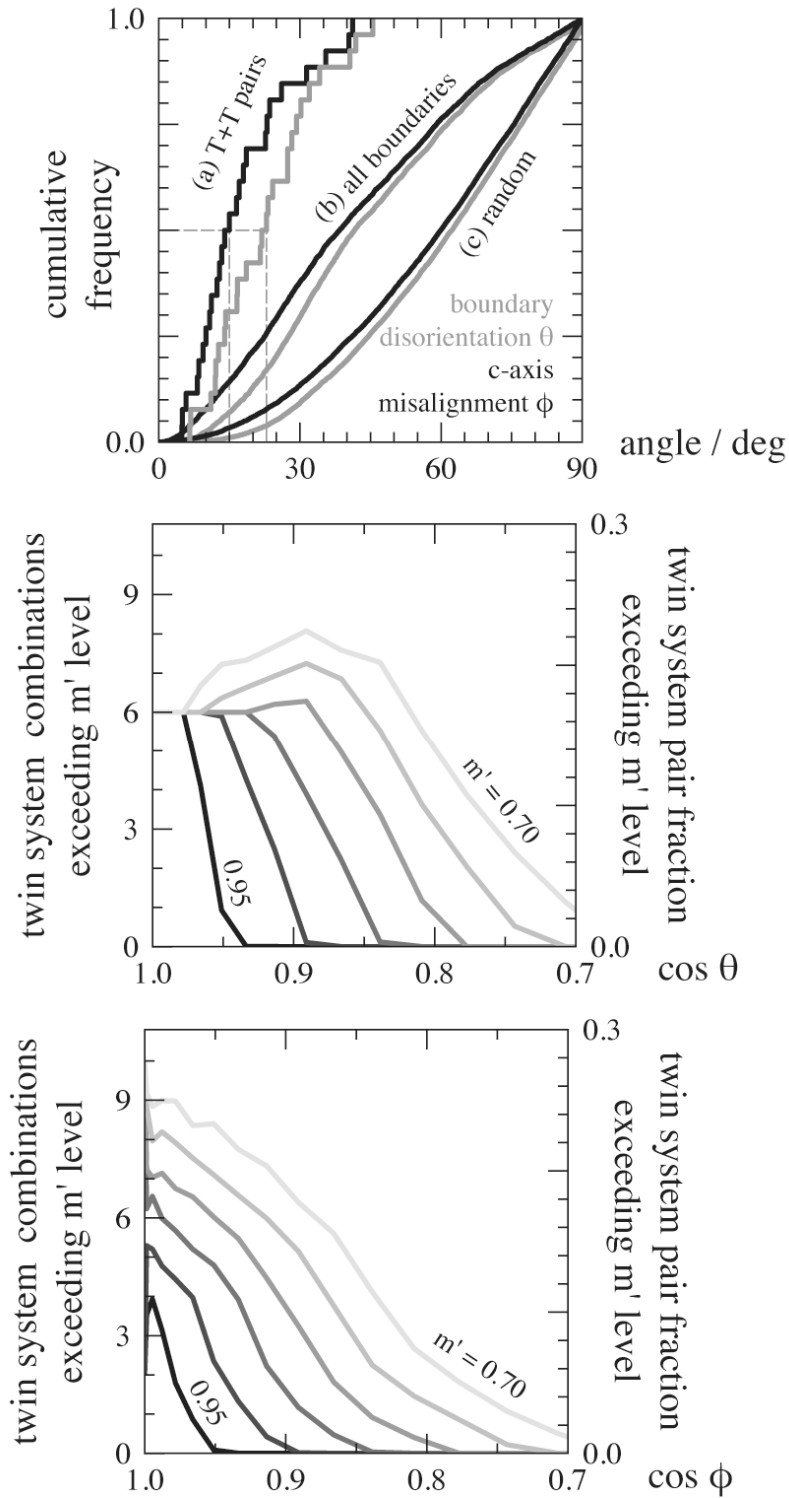 1.0
cumulative
frequency
(a) T+T pairs
(b) all boundaries
(c) random
boundary
disorientation θ
c-axis
misalignment ϕ
0.0
0
30
60
90
angle / deg
twin system combinations
exceeding m' level
9
6
3
0
0.3
0.0
twin system pair fraction
exceeding m' level
m' = 0.70
0.95
1.0
0.9
0.8
0.7
cos θ
twin system combinations
exceeding m' level
9
6
3
0
0.3
0.0
twin system pair fraction
exceeding m' level
m' = 0.70
0.95
1.0
0.9
0.8
0.7
cos ϕ